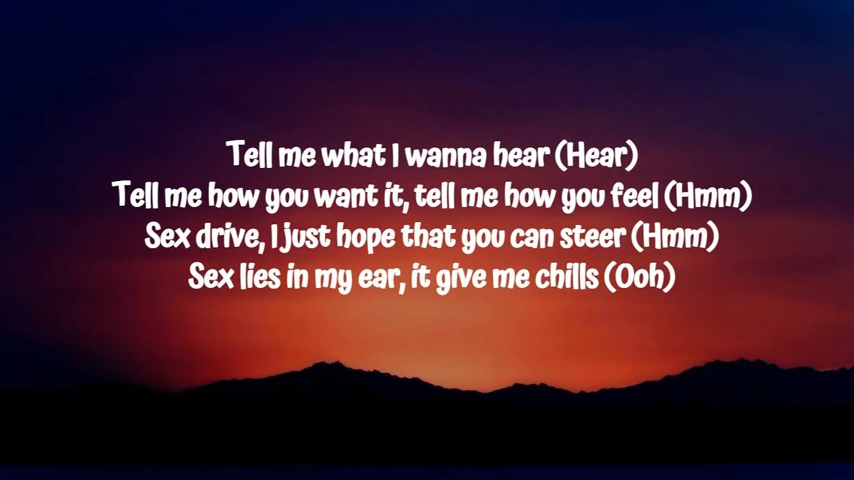 Tell me what I wanna hear (Hear)
Tell me how you want it, tell me how you feel (Hmm)
Sex drive, I just hope that you can steer (Hmm)
Sex lies in my ear, it give me chills (Ooh)